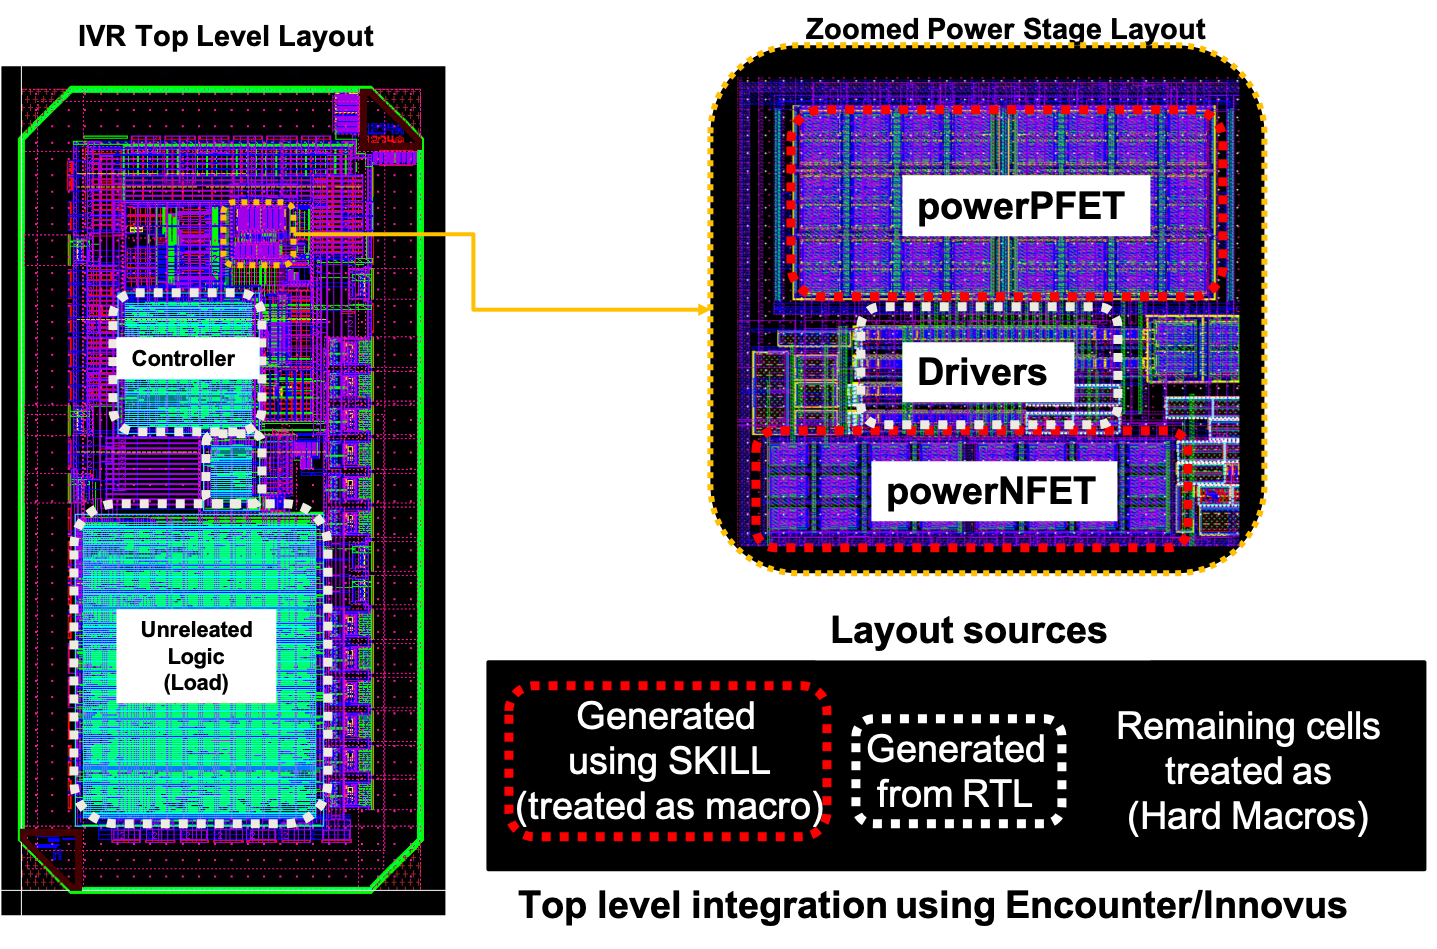 IVR Top Level Layout
Zoomed Power Stage Layout
Controller
Unreleated
Logic
(Load)
powerPFET
Drivers
powerNFET
Layout sources
Generated
using SKILL
(treated as macro)
Generated
from RTL
Remaining cells
treated as
(Hard Macros)
Top level integration using Encounter/Innovus